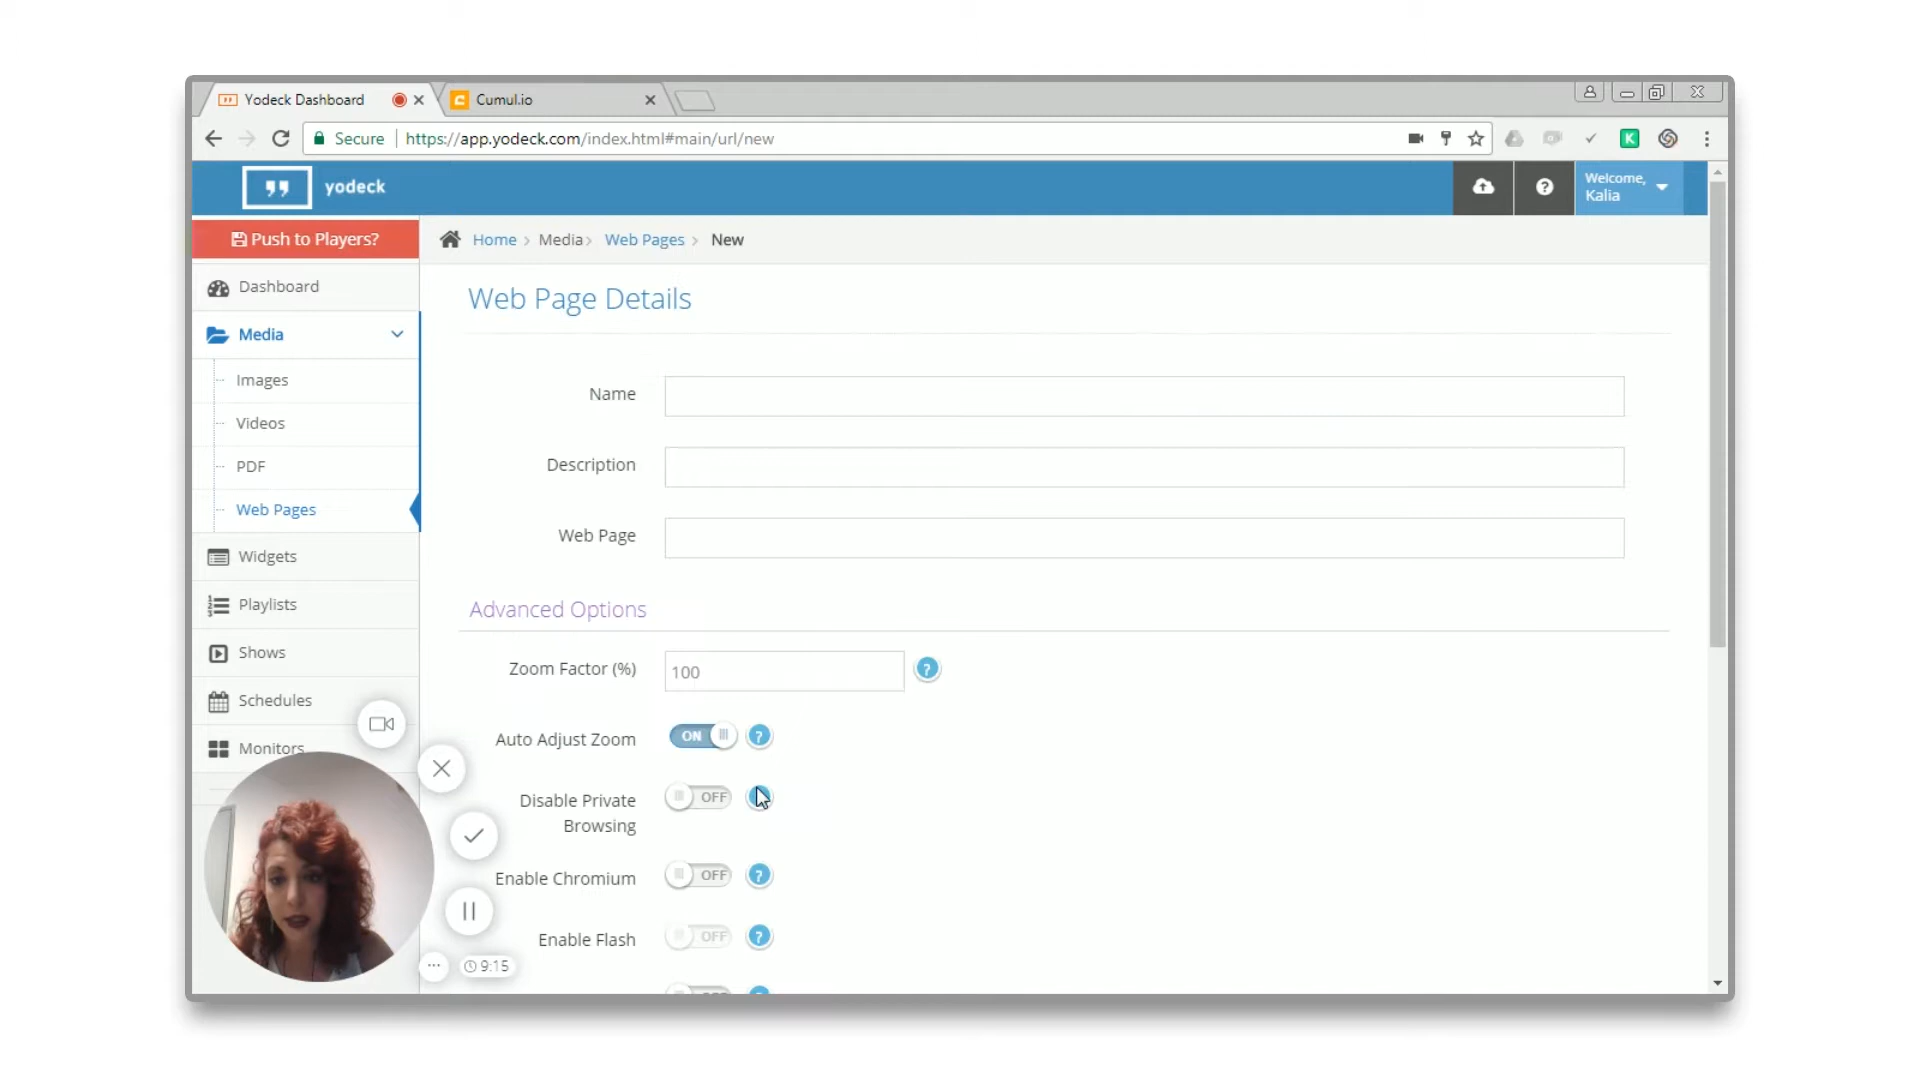 Yodeck Dashboard
Cumul.io
Secure
https://app.yodeck.com/index.html#main/url/new
K
yodeck
?
Welcome,
Kalia
Push to Players?
Home > Media > Web Pages > New
Dashboard
Web Page Details
Media
Images
Name
Videos
Description
PDF
Web Pages
Web Page
Widgets
Playlists
Advanced Options
Shows
Zoom Factor (%)
100
?
Schedules
Auto Adjust Zoom
ON
?
Monitors
Disable Private
Browsing
OFF
Enable Chromium
OFF
?
Enable Flash
OFF
?
9:15